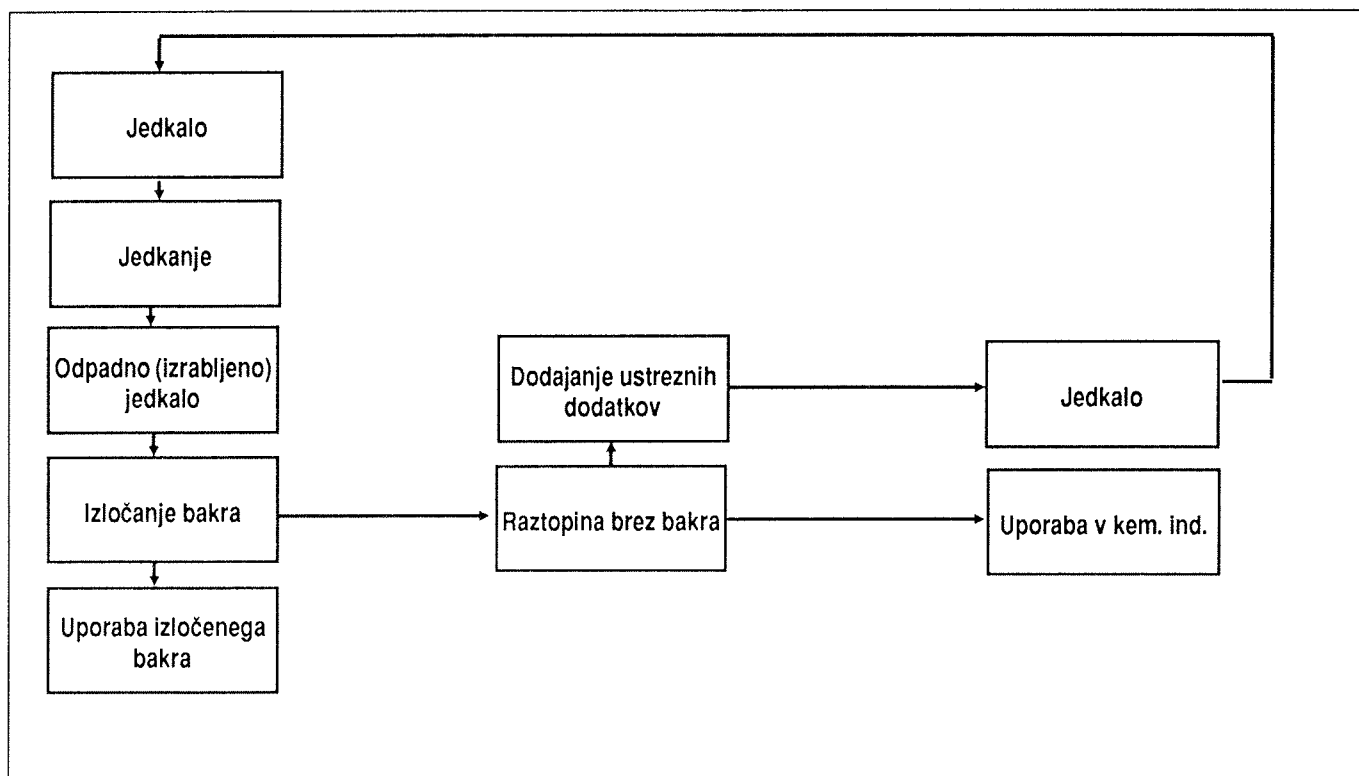 Jedkalo
Jedkanje
Odpadno (izrabljeno)
jedkalo
Izločanje bakra
Uporaba izločenega
bakra
Dodajanje ustreznih
dodatkov
Raztopina brez bakra
Jedkalo
Uporaba v kem. ind.